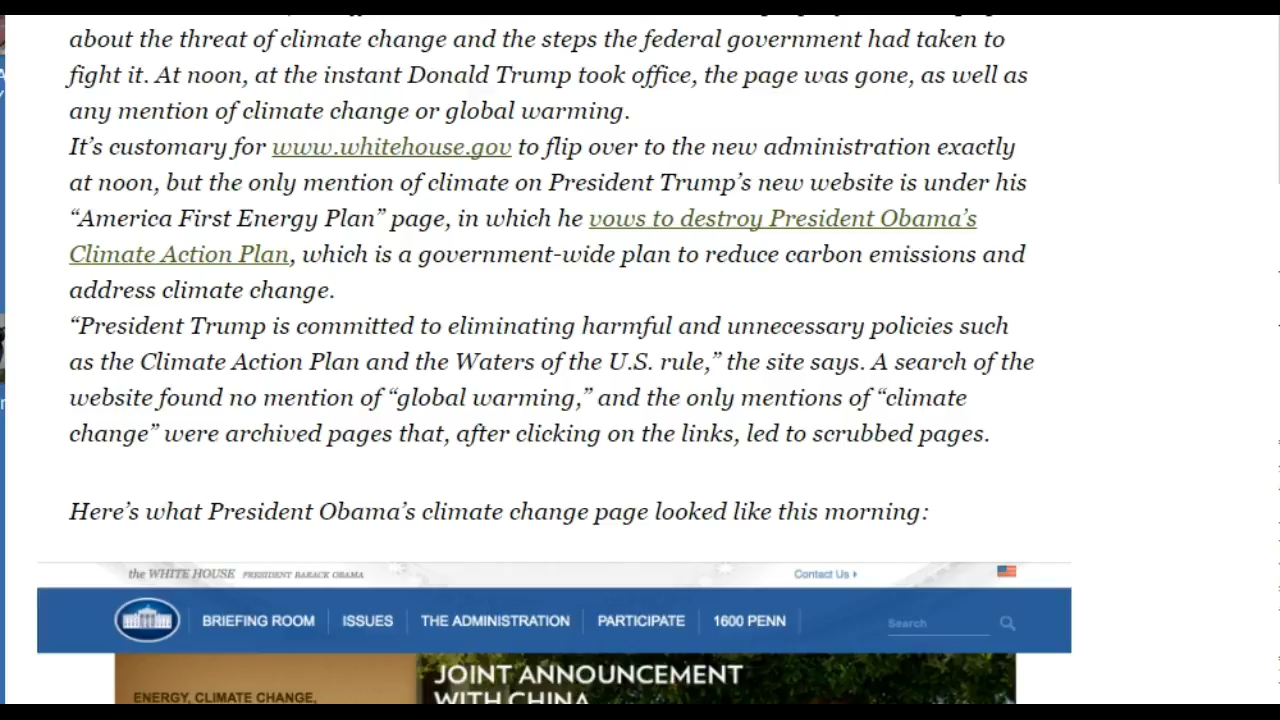 about the threat of climate change and the steps the federal government had taken to
fight it. At noon, at the instant Donald Trump took office, the page was gone, as well as
any mention of climate change or global warming.
It’s customary for www.whitehouse.gov to flip over to the new administration exactly
at noon, but the only mention of climate on President Trump’s new website is under his
“America First Energy Plan” page, in which he vows to destroy President Obama’s
Climate Action Plan, which is a government-wide plan to reduce carbon emissions and
address climate change.
“President Trump is committed to eliminating harmful and unnecessary policies such
as the Climate Action Plan and the Waters of the U.S. rule,” the site says. A search of the
website found no mention of “global warming,” and the only mentions of “climate
change” were archived pages that, after clicking on the links, led to scrubbed pages.
Here’s what President Obama’s climate change page looked like this morning:
the WHITE HOUSE PRESIDENT BARACK OBAMA Contact Us
BRIEFING ROOM ISSUES THE ADMINISTRATION PARTICIPATE 1600 PENN Search
JOINT ANNOUNCEMENT
WITH CHINA
ENERGY, CLIMATE CHANGE,